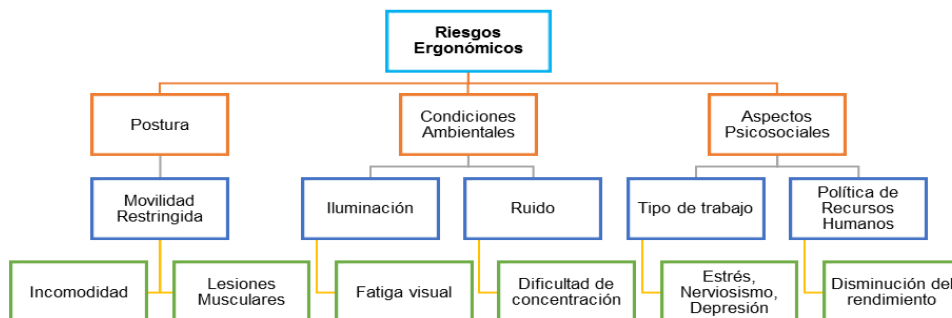 Riesgos
Ergonómicos
Postura
Condiciones
Ambientales
Aspectos
Psicosociales
Movilidad
Restringida
Iluminación
Ruido
Tipo de trabajo
Política de
Recursos
Humanos
Incomodidad
Lesiones
Musculares
Fatiga visual
Dificultad de
concentración
Estrés,
Nerviosismo,
Depresión
Disminución del
rendimiento